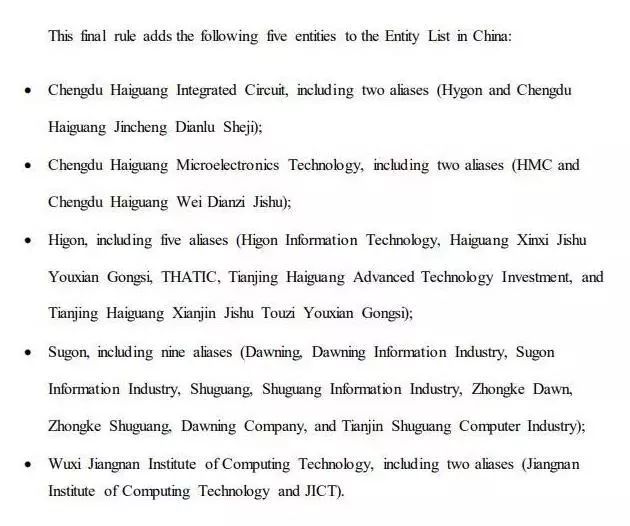 This final rule adds the following five entities to the Entity List in China:
• Chengdu Haiguang Integrated Circuit, including two aliases (Hygon and Chengdu
Haiguang Jincheng Dianlu Sheji);
• Chengdu Haiguang Microelectronics Technology, including two aliases (HMC and
Chengdu Haiguang Wei Dianzi Jishu);
• Higon, including five aliases (Higon Information Technology, Haiguang Xinxi Jishu
Youxian Gongsi, THATIC, Tianjing Haiguang Advanced Technology Investment, and
Tianjing Haiguang Xianjin Jishu Touzi Youxian Gongsi);
• Sugon, including nine aliases (Dawning, Dawning Information Industry, Sugon
Information Industry, Shuguang, Shuguang Information Industry, Zhongke Dawn,
Zhongke Shuguang, Dawning Company, and Tianjin Shuguang Computer Industry);
• Wuxi Jiangnan Institute of Computing Technology, including two aliases (Jiangnan
Institute of Computing Technology and JICT).